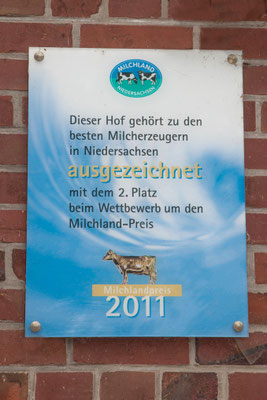 MILCHLAND
NIEDERSACHSEN
Dieser Hof gehört zu den
besten Milcherzeugern
in Niedersachsen
ausgezeichnet
mit dem 2. Platz
beim Wettbewerb um den
Milchland-Preis
Milchlandpreis
2011